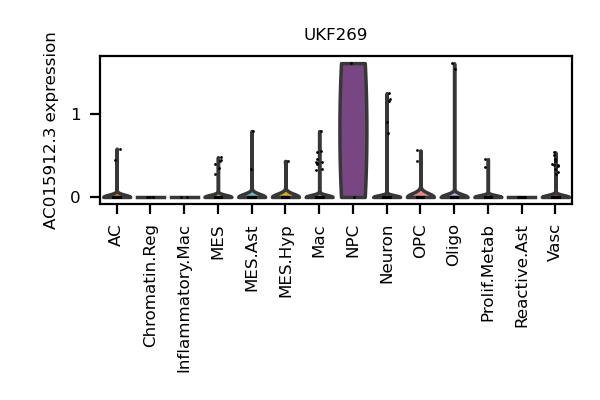 UKF269
AC015912.3 expression
1
0
AC
Chromatin.Reg
Inflammatory.Mac
MES
MES.Ast
MES.Hyp
Mac
NPC
Neuron
OPC
Oligo
Prolif.Metab
Reactive.Ast
Vasc